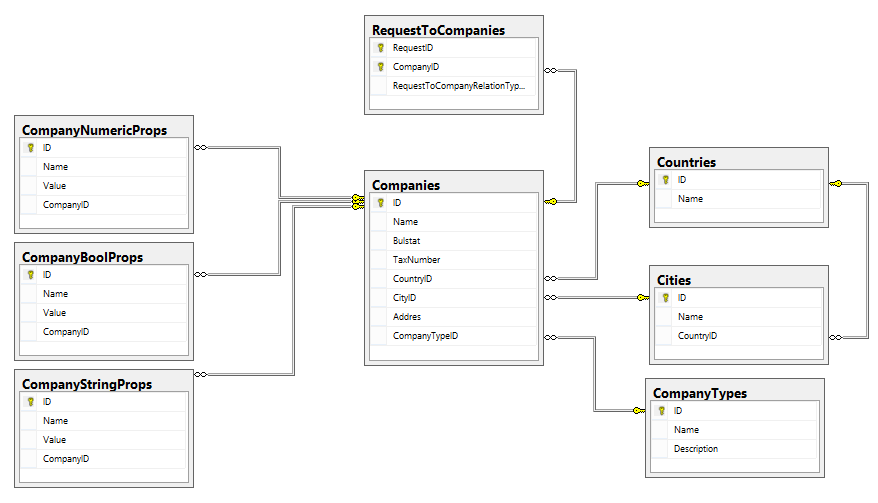 RequestToCompanies
RequestID
CompanyID
RequestToCompanyRelationTyp...
CompanyNumericProps
ID
Name
Value
CompanyID
CompanyBoolProps
ID
Name
Value
CompanyID
CompanyStringProps
ID
Name
Value
CompanyID
Companies
ID
Name
Bulstat
TaxNumber
CountryID
CityID
Addres
CompanyTypeID
Countries
ID
Name
Cities
ID
Name
CountryID
CompanyTypes
ID
Name
Description